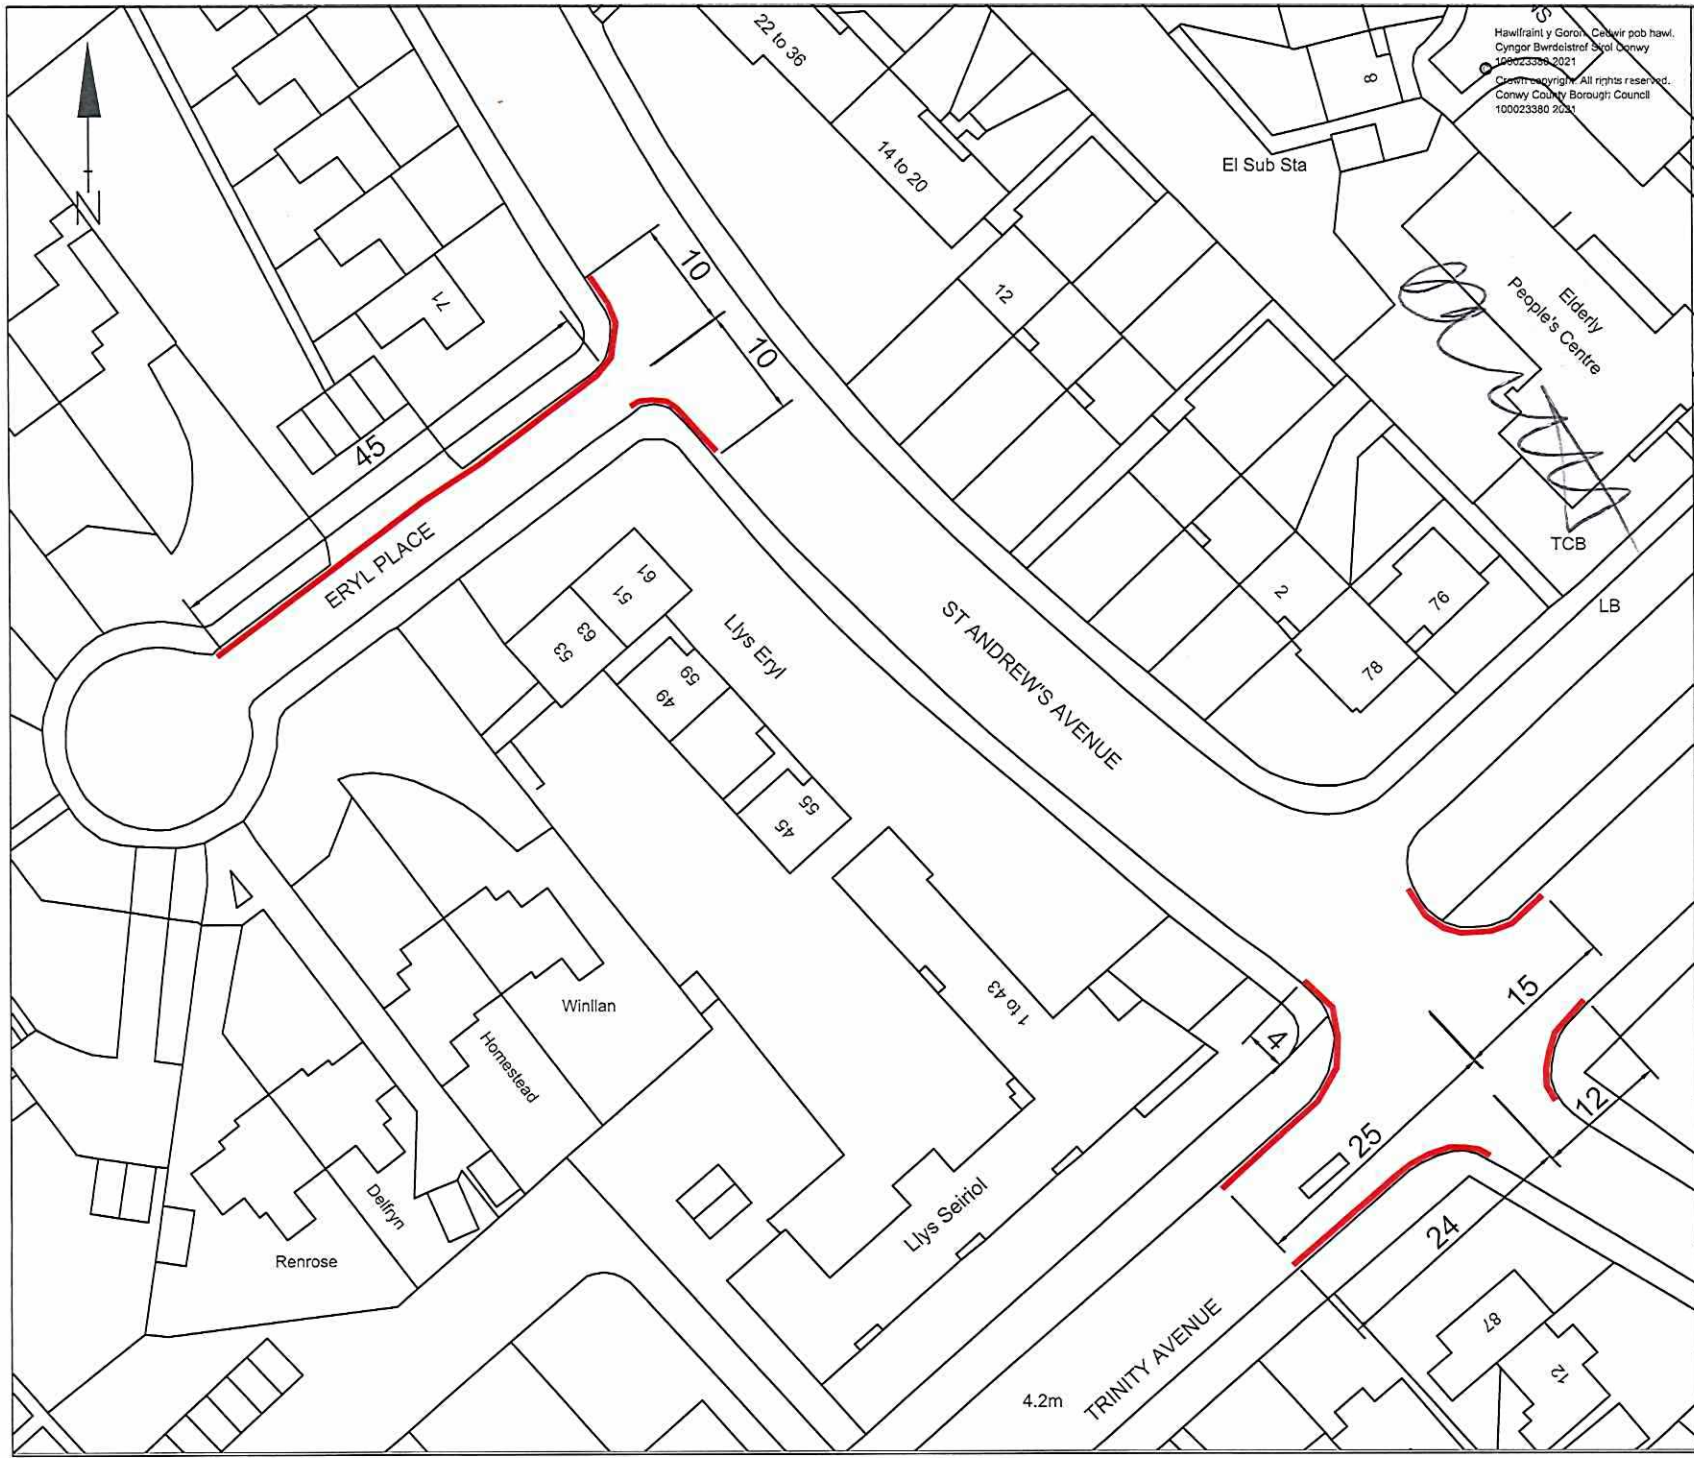 22 to 36
Hawlfraint y Goron. Cedwir pob hawl.
Cyngor Bwrdeistref Sirol Conwy
100023380 2021
Crown copyright. All rights reserved.
Conwy County Borough Council
100023380 2021
8
El Sub Sta
14 to 20
N
10
12
71
10
Elderly
People's Centre
45
TCB
ERYL PLACE
61
51
63
53
Llys Eryl
59
49
ST ANDREW'S AVENUE
2
76
LB
78
55
45
1 to 43
Winllan
Homestead
4
15
12
25
Delfryn
Renrose
Llys Seiriol
24
TRINITY AVENUE
4.2m
87
12